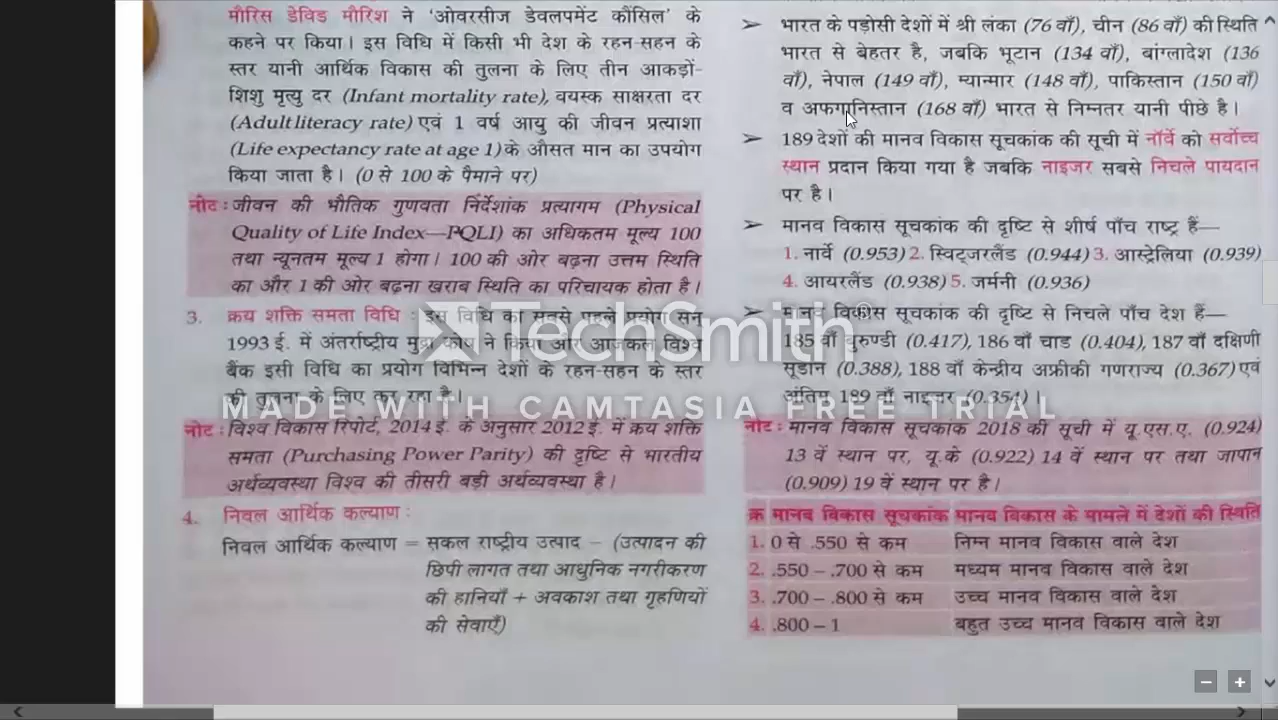 मौरिस डेविड मौरिश ने 'ओवरसीज डेवलपमेंट कौंसिल' के
कहने पर किया। इस विधि में किसी भी देश के रहन-सहन के
स्तर यानी आर्थिक विकास की तुलना के लिए तीन आकड़ों-
शिशु मृत्यु दर (Infant mortality rate), वयस्क साक्षरता दर
(Adult literacy rate) एवं 1 वर्ष आयु की जीवन प्रत्याशा
(Life expectancy rate at age 1) के औसत मान का उपयोग
किया जाता है। (0 से 100 के पैमाने पर)
नोट : जीवन की भौतिक गुणवता निर्देशांक प्रत्यागम (Physical
Quality of Life Index—PQLI) का अधिकतम मूल्य 100
तथा न्यूनतम मूल्य 1 होगा। 100 की ओर बढ़ना उत्तम स्थिति
का और 1 की ओर बढ़ना खराब स्थिति का परिचायक होता है।
3. क्रय शक्ति समता विधि : इस विधि का सबसे पहले प्रयोग सन्
1993 ई. में अंतर्राष्ट्रीय मुद्रा कोष ने किया और आजकल विश्व
बैंक इसी विधि का प्रयोग विभिन्न देशों के रहन-सहन के स्तर
की तुलना के लिए कर रहा है।
नोट : विश्व विकास रिपोर्ट, 2014 ई. के अनुसार 2012 ई. में क्रय शक्ति
समता (Purchasing Power Parity) की दृष्टि से भारतीय
अर्थव्यवस्था विश्व की तीसरी बड़ी अर्थव्यवस्था है।
4. निवल आर्थिक कल्याण :
निवल आर्थिक कल्याण = सकल राष्ट्रीय उत्पाद – (उत्पादन की
छिपी लागत तथा आधुनिक नगरीकरण
की हानियाँ + अवकाश तथा गृहणियों
की सेवाएँ)
➢ भारत के पड़ोसी देशों में श्री लंका (76 वाँ), चीन (86 वाँ) की स्थिति
भारत से बेहतर है, जबकि भूटान (134 वाँ), बांग्लादेश (136
वाँ), नेपाल (149 वाँ), म्यान्मार (148 वाँ), पाकिस्तान (150 वाँ)
व अफगानिस्तान (168 वाँ) भारत से निम्नतर यानी पीछे है।
➢ 189 देशों की मानव विकास सूचकांक की सूची में नॉर्वे को सर्वोच्च
स्थान प्रदान किया गया है जबकि नाइजर सबसे निचले पायदान
पर है।
➢ मानव विकास सूचकांक की दृष्टि से शीर्ष पाँच राष्ट्र हैं—
1. नार्वे (0.953) 2. स्विट्जरलैंड (0.944) 3. आस्ट्रेलिया (0.939)
4. आयरलैंड (0.938) 5. जर्मनी (0.936)
➢ मानव विकास सूचकांक की दृष्टि से निचले पाँच देश हैं—
185 वाँ बुरुण्डी (0.417), 186 वाँ चाड (0.404), 187 वाँ दक्षिणी
सूडान (0.388), 188 वाँ केन्द्रीय अफ्रीकी गणराज्य (0.367) एवं
अंतिम 189 वाँ नाइजर (0.354)।
नोट : मानव विकास सूचकांक 2018 की सूची में यू.एस.ए. (0.924)
13 वें स्थान पर, यू.के (0.922) 14 वें स्थान पर तथा जापान
(0.909) 19 वें स्थान पर है।
क्र मानव विकास सूचकांक मानव विकास के मामले में देशों की स्थिति
1. 0 से .550 से कम निम्न मानव विकास वाले देश
2. .550 – .700 से कम मध्यम मानव विकास वाले देश
3. .700 – .800 से कम उच्च मानव विकास वाले देश
4. .800 – 1 बहुत उच्च मानव विकास वाले देश
TechSmith®
MADE WITH CAMTASIA FREE TRIAL